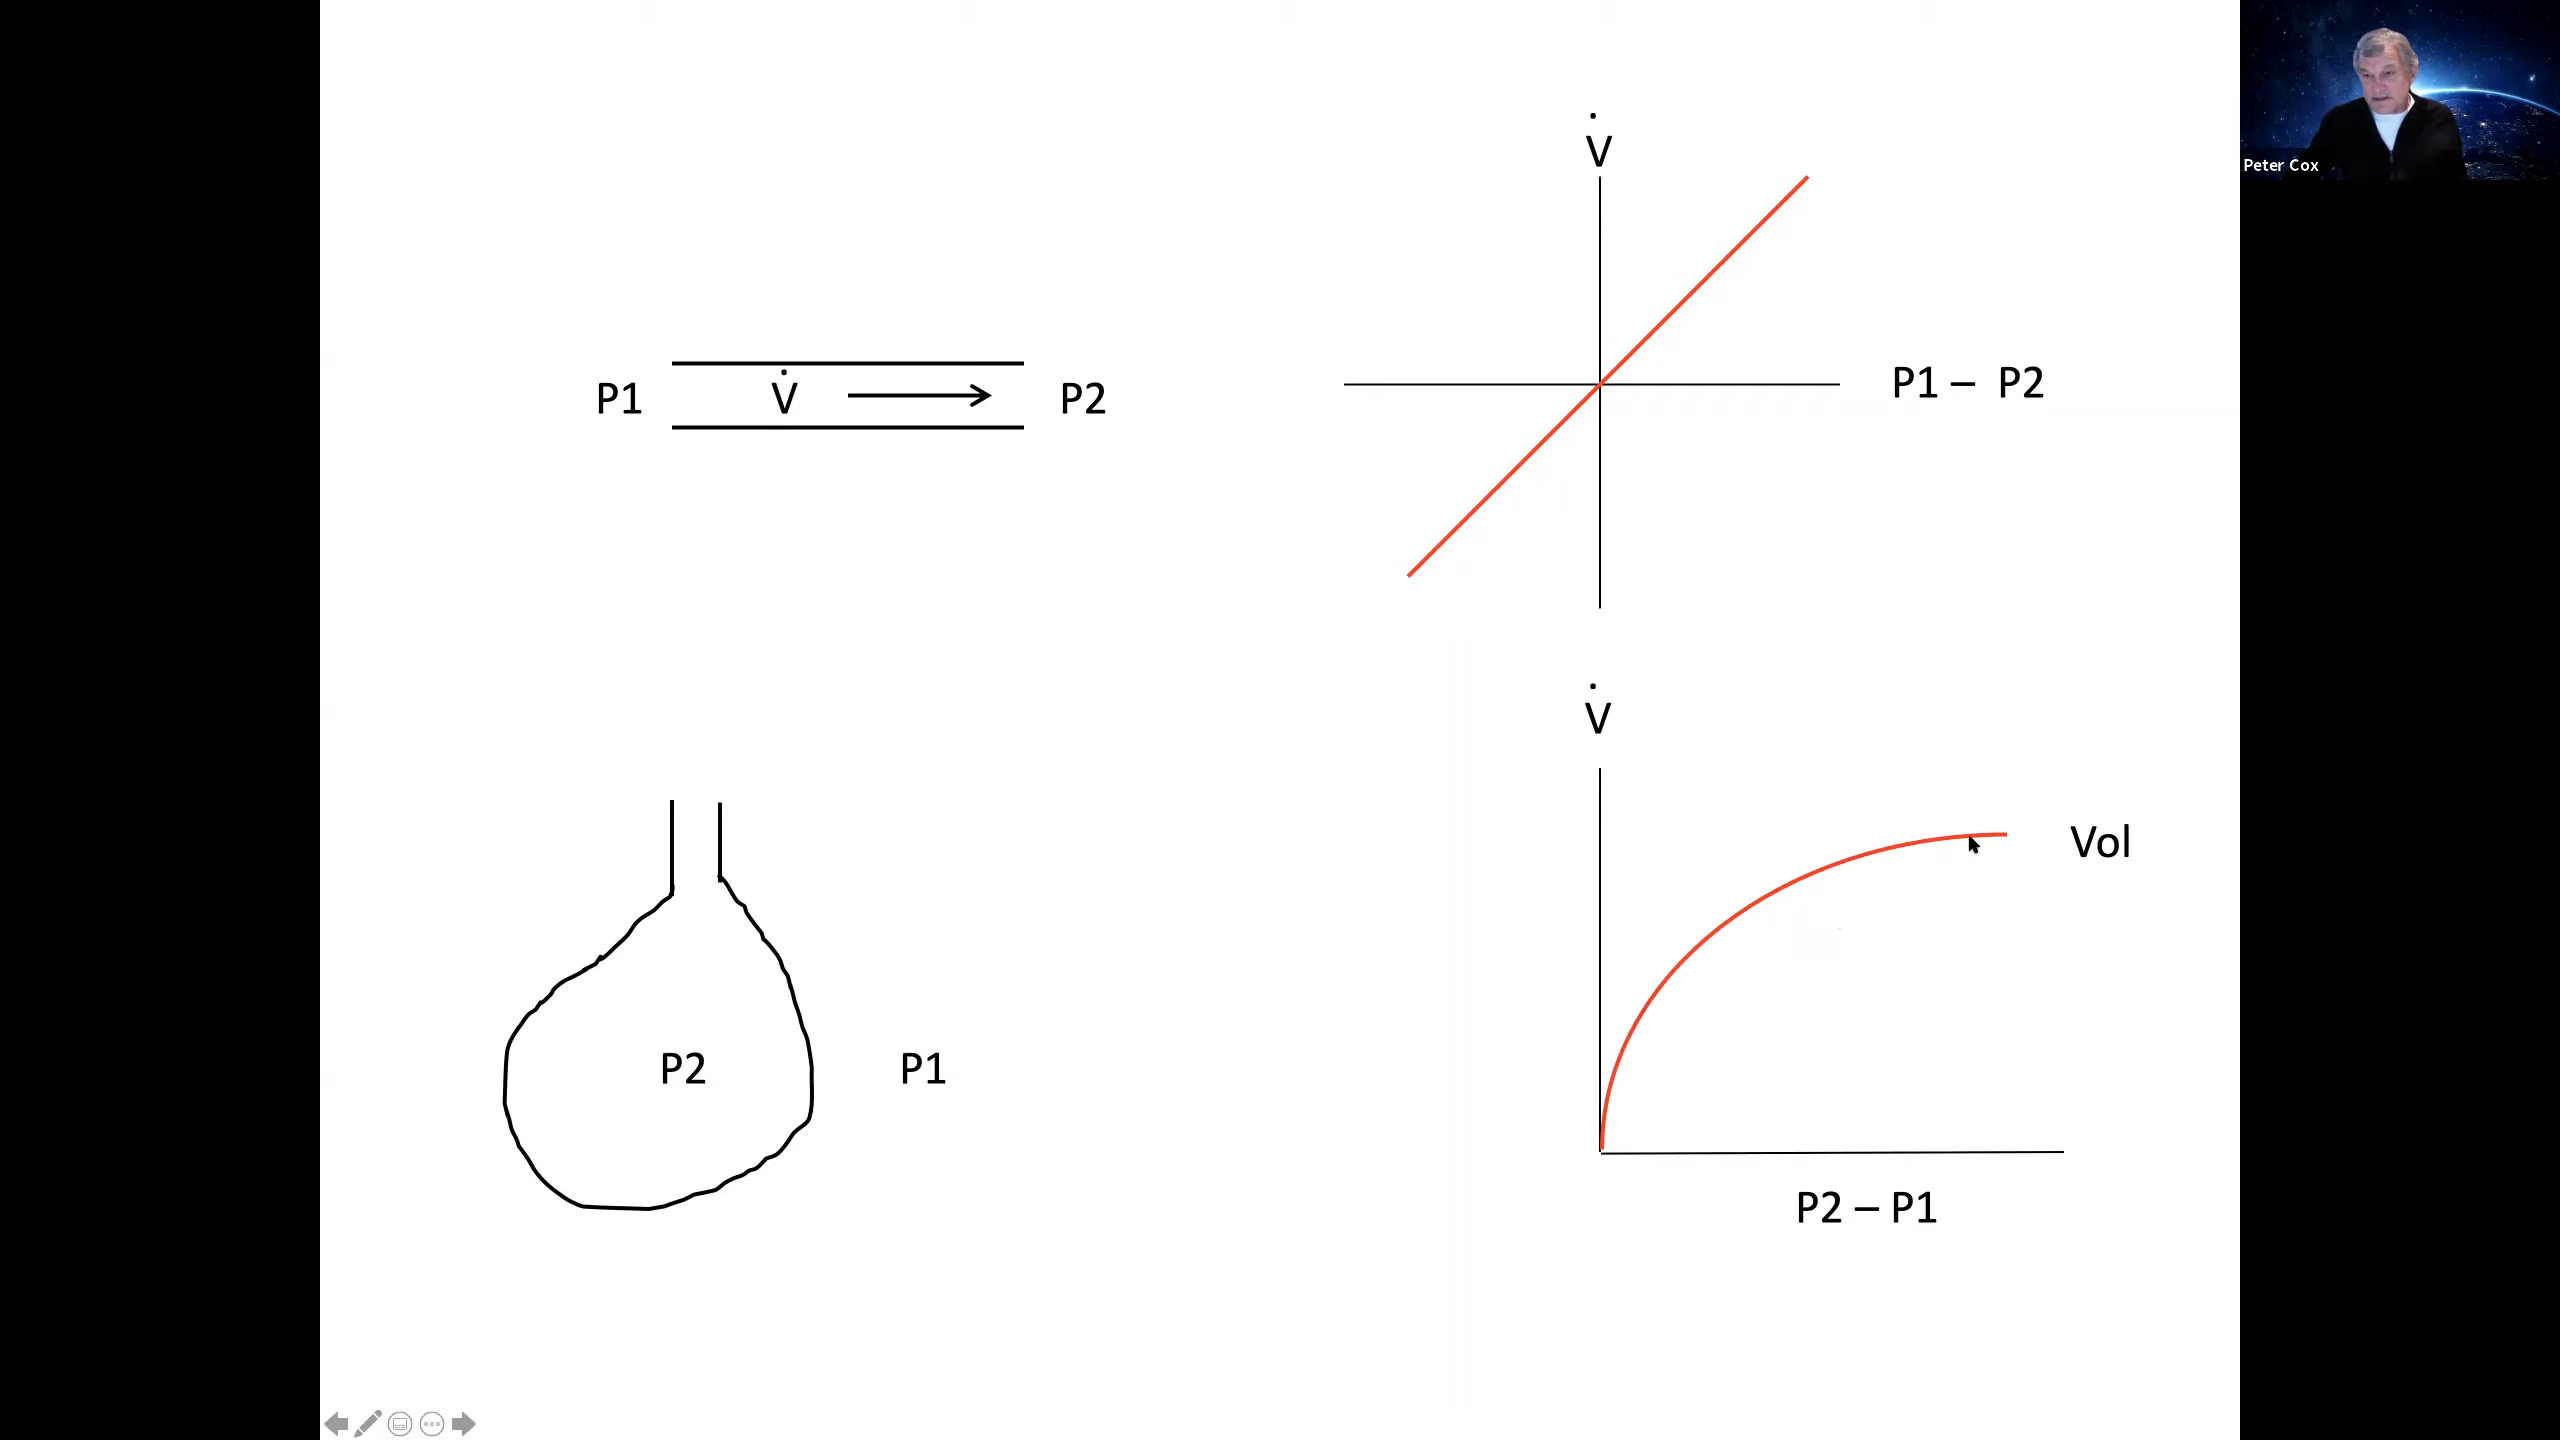 Peter Cox
V̇
P1 – P2
P1 V̇ P2
V̇
Vol
P2 P1
P2 – P1